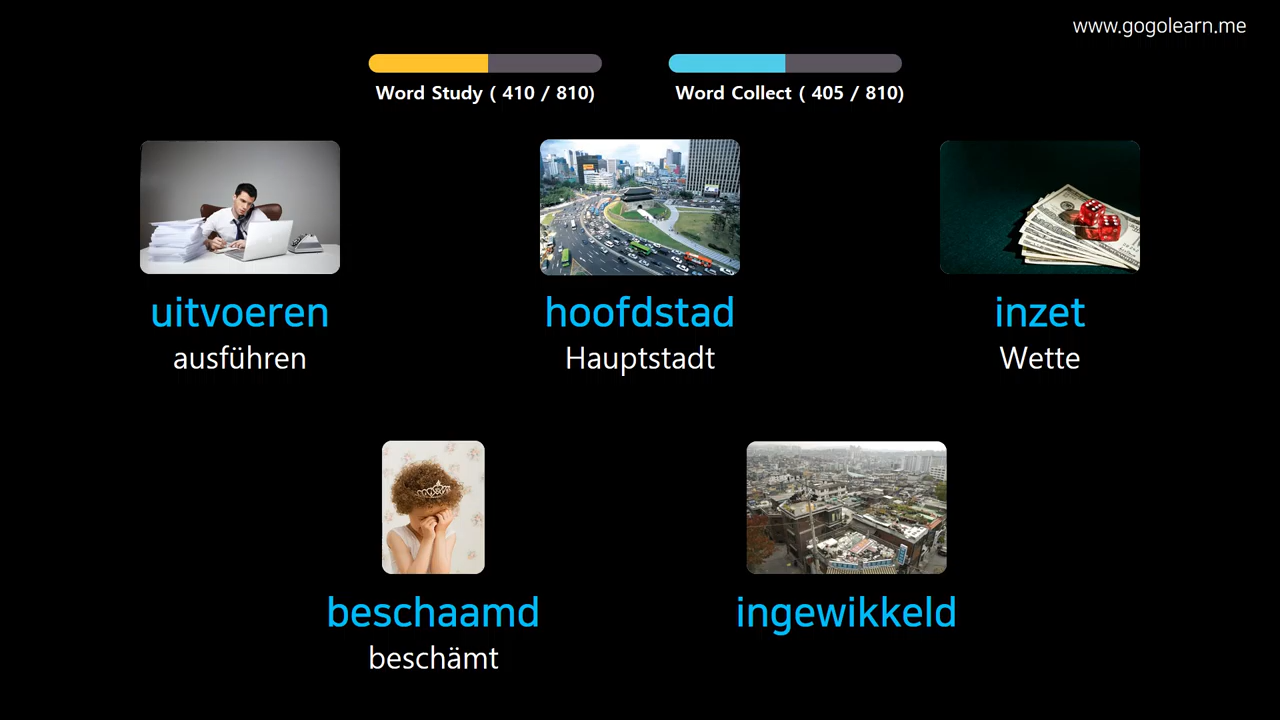 www.gogolearn.me
Word Study ( 410 / 810)
Word Collect ( 405 / 810)
uitvoeren
ausführen
hoofdstad
Hauptstadt
inzet
Wette
beschaamd
beschämt
ingewikkeld